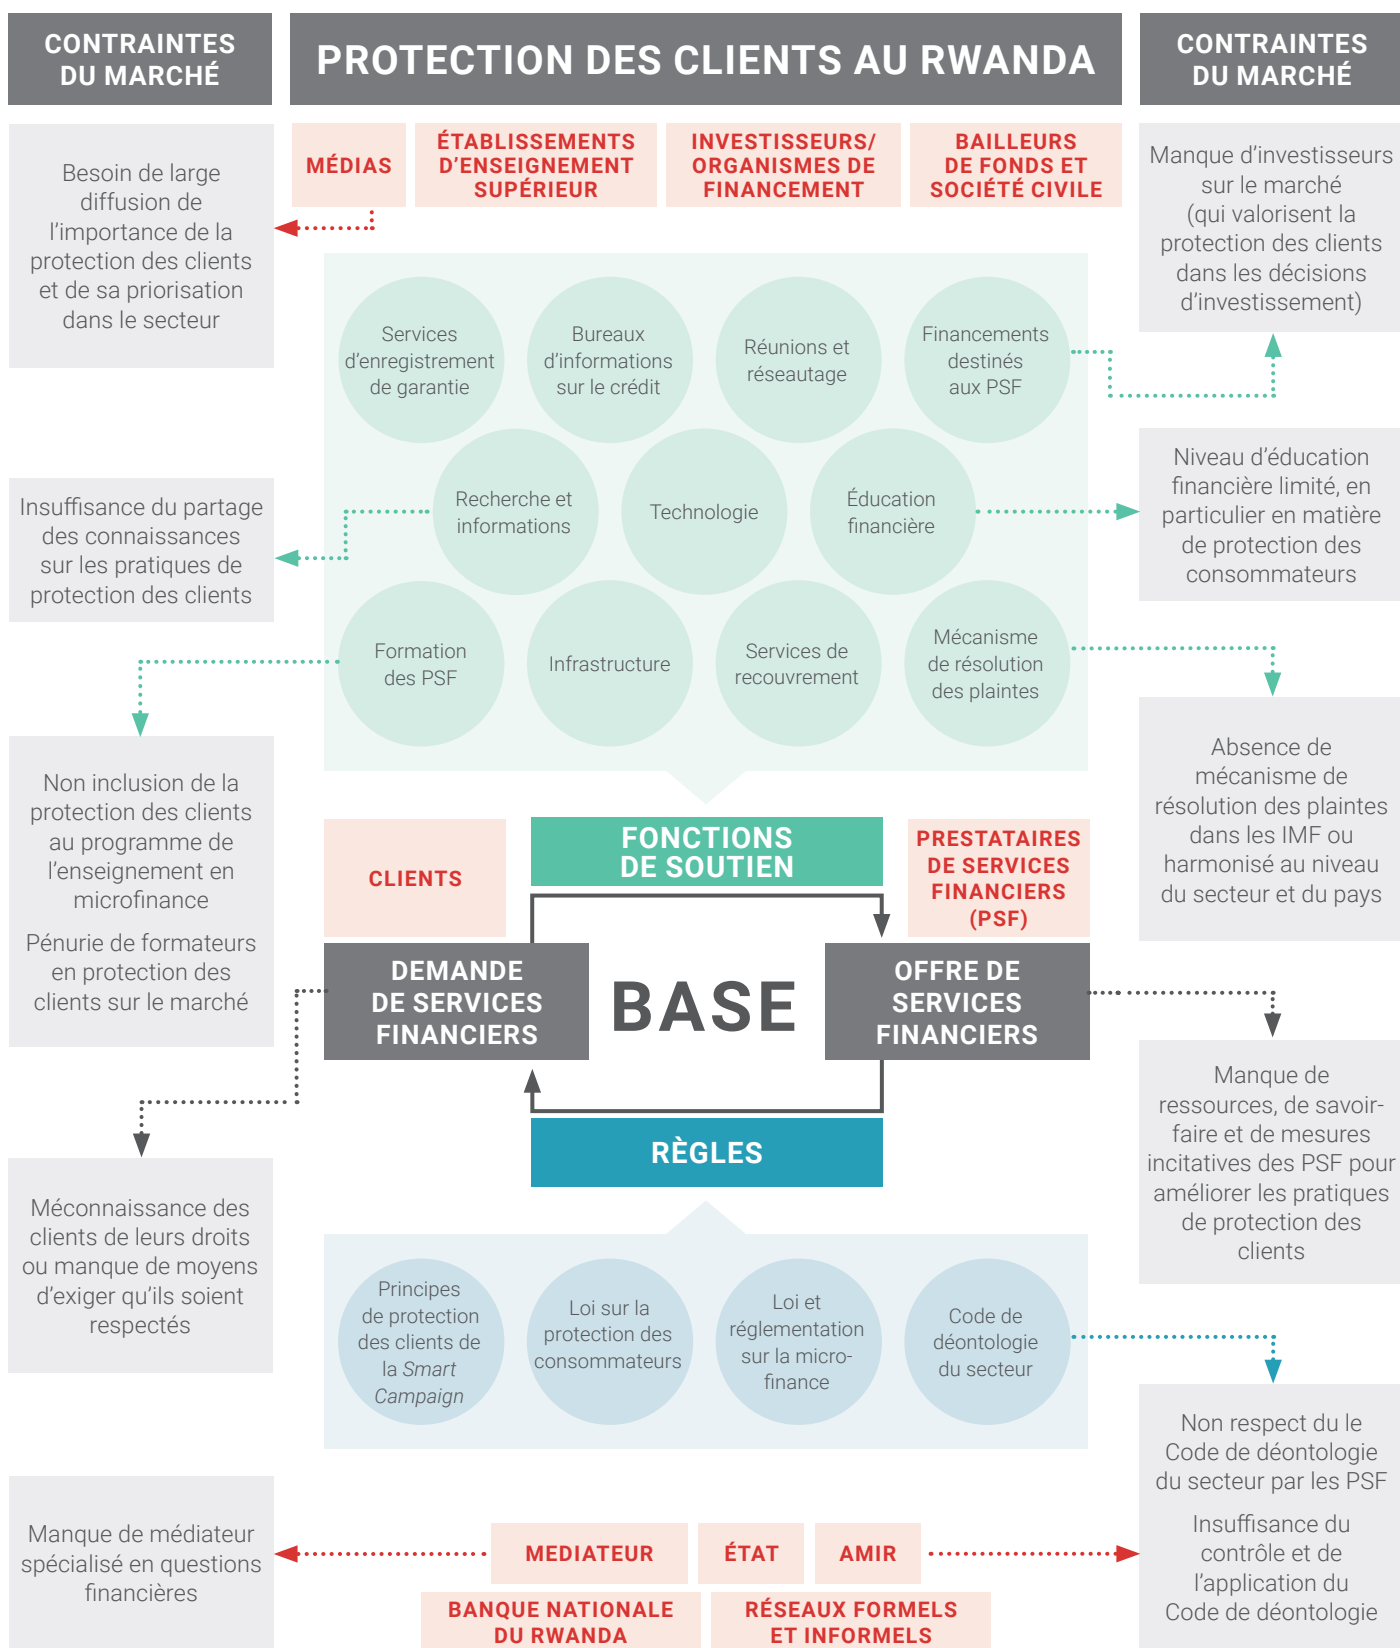 CONTRAINTES
DU MARCHÉ
PROTECTION DES CLIENTS AU RWANDA
CONTRAINTES
DU MARCHÉ
Besoin de large
diffusion de
l'importance de la
protection des clients
et de sa priorisation
dans le secteur
MÉDIAS
ÉTABLISSEMENTS
D'ENSEIGNEMENT
SUPÉRIEUR
INVESTISSEURS/
ORGANISMES DE
FINANCEMENT
BAILLEURS
DE FONDS ET
SOCIÉTÉ CIVILE
Manque d'investisseurs
sur le marché
(qui valorisent la
protection des clients
dans les décisions
d'investissement)
Services
d'enregistrement
de garantie
Bureaux
d'informations
sur le crédit
Réunions et
réseautage
Financements
destinés
aux PSF
Insuffisance du partage
des connaissances
sur les pratiques de
protection des clients
Recherche et
informations
Technologie
Éducation
financière
Niveau d'éducation
financière limité, en
particulier en matière
de protection des
consommateurs
Formation
des PSF
Infrastructure
Services de
recouvrement
Mécanisme
de résolution
des plaintes
Non inclusion de la
protection des clients
au programme de
l'enseignement en
microfinance
Pénurie de formateurs
en protection des
clients sur le marché
Absence de
mécanisme de
résolution des plaintes
dans les IMF ou
harmonisé au niveau
du secteur et du pays
CLIENTS
FONCTIONS
DE SOUTIEN
PRESTATAIRES
DE SERVICES
FINANCIERS
(PSF)
DEMANDE
DE SERVICES
FINANCIERS
BASE
OFFRE DE
SERVICES
FINANCIERS
RÈGLES
Méconnaissance des
clients de leurs droits
ou manque de moyens
d'exiger qu'ils soient
respectés
Manque de
ressources, de savoir-
faire et de mesures
incitatives des PSF pour
améliorer les pratiques
de protection des
clients
Principes
de protection
des clients de
la Smart
Campaign
Loi sur la
protection des
consommateurs
Loi et
réglementation
sur la micro-
finance
Code de
déontologie
du secteur
Non respect du le
Code de déontologie
du secteur par les PSF
Insuffisance du
contrôle et de
l'application du
Code de déontologie
Manque de médiateur
spécialisé en questions
financières
MEDIATEUR
ÉTAT
AMIR
BANQUE NATIONALE
DU RWANDA
RÉSEAUX FORMELS
ET INFORMELS